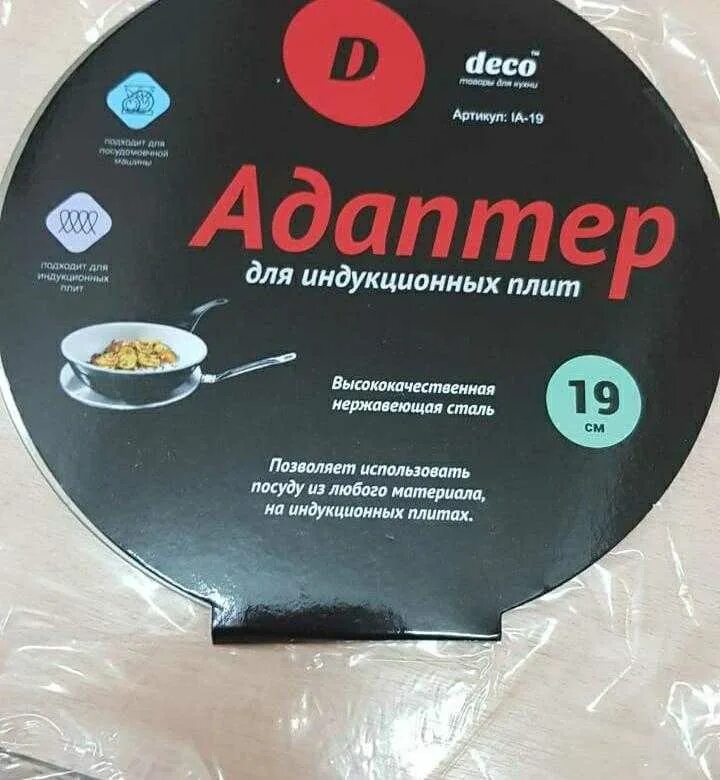 D
deco™
товары для кухни
Артикул: IA-19
подходит для
посудомоечной
машины
Адаптер
для индукционных плит
подходит для
индукционных
плит
Высококачественная
нержавеющая сталь
19
см
Позволяет использовать
посуду из любого материала,
на индукционных плитах.